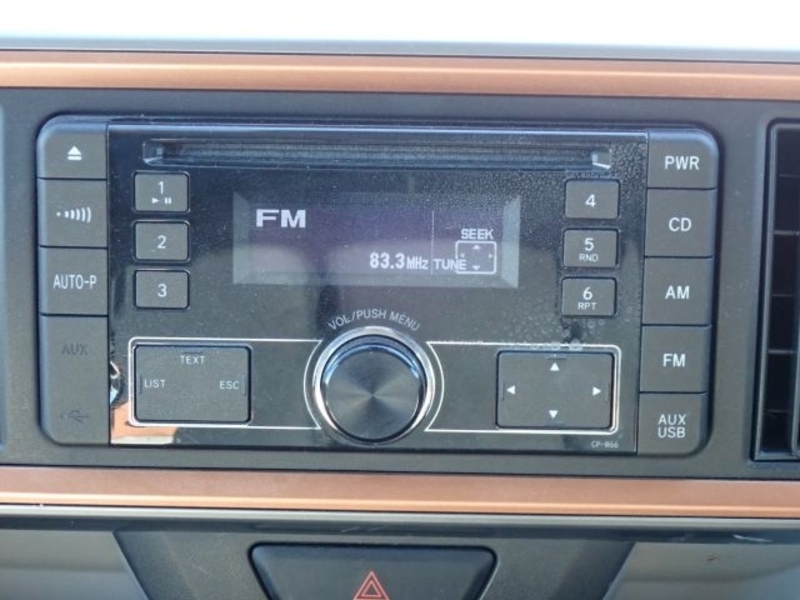 PWR
1
4
CD
2
5
RND
FM
SEEK
83.3MHz TUNE
AUTO-P
3
6
RPT
AM
VOL/PUSH MENU
AUX
TEXT
LIST ESC
FM
AUX
USB
CP-W66